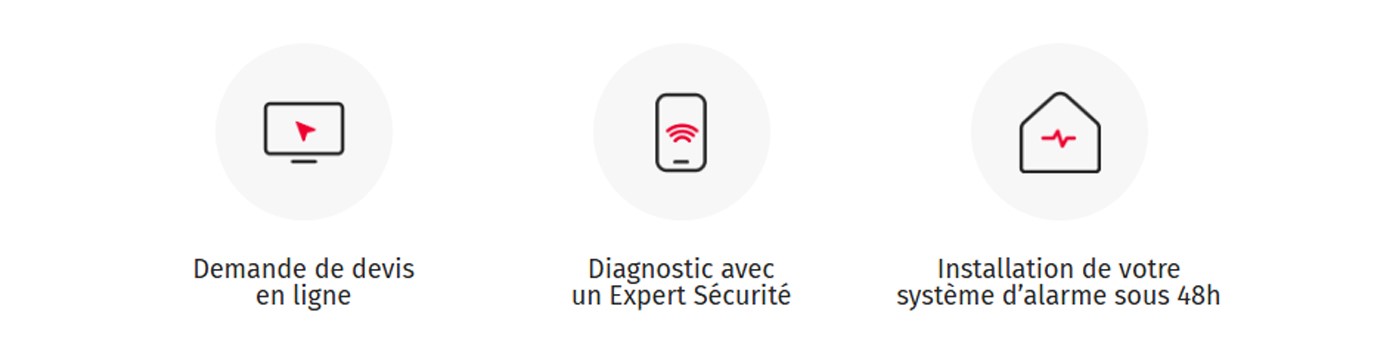 Demande de devis
en ligne
Diagnostic avec
un Expert Sécurité
Installation de votre
système d’alarme sous 48h